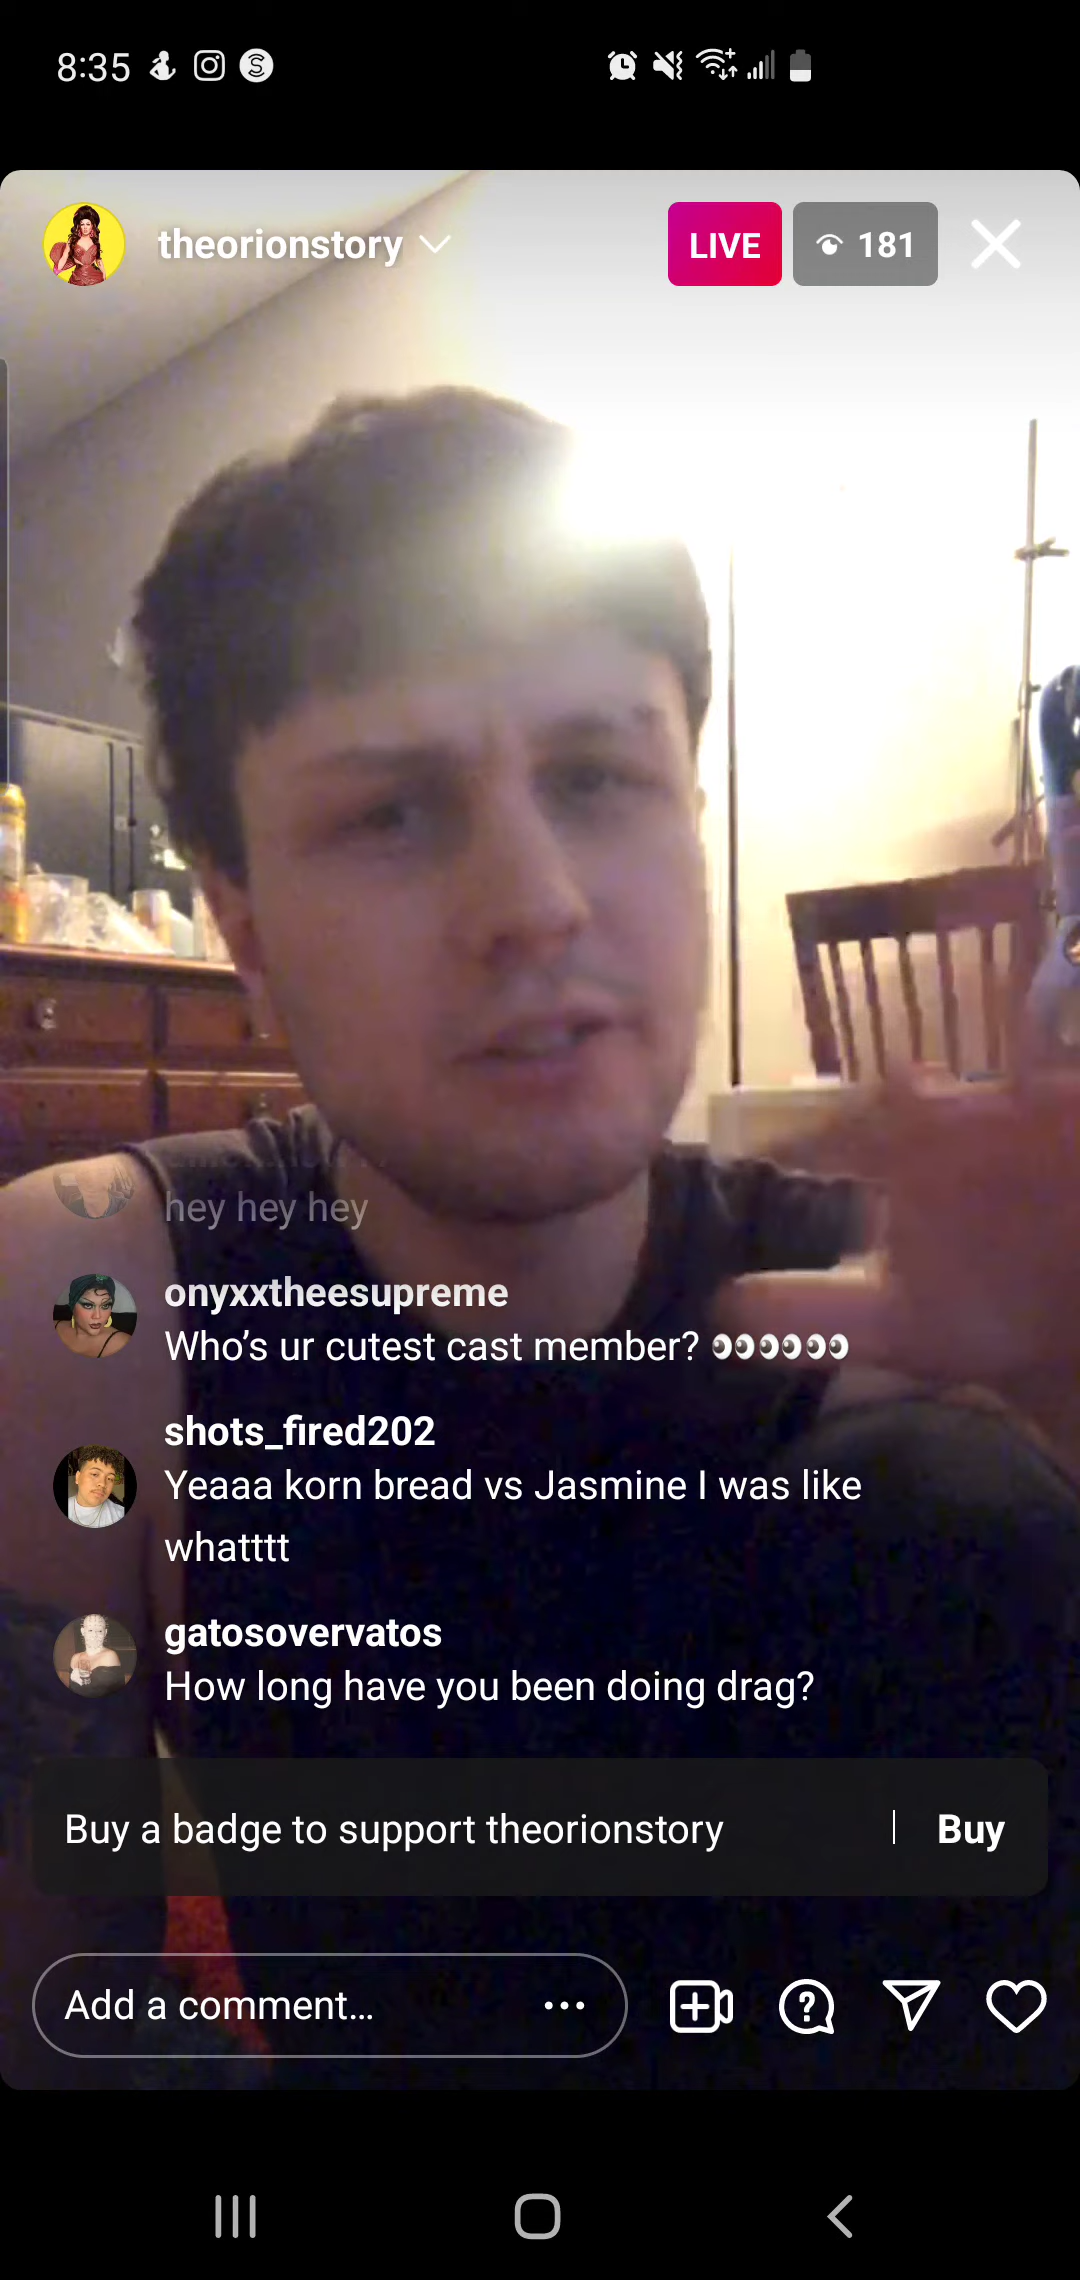 8:35
theorionstory
LIVE
181
hey hey hey
onyxxtheesupreme
Who’s ur cutest cast member? 👀👀👀
shots_fired202
Yeaaa korn bread vs Jasmine I was like
whatttt
gatosovervatos
How long have you been doing drag?
Buy a badge to support theorionstory | Buy
Add a comment...